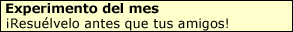 Experimento del mes
¡Resuélvelo antes que tus amigos!